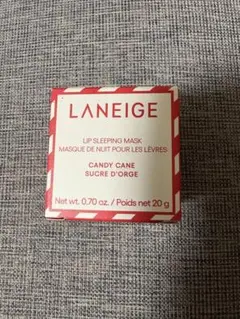 LANEIGE
LIP SLEEPING MASK
MASQUE DE NUIT POUR LES LÈVRES
CANDY CANE
SUCRE D'ORGE
Net wt. 0.70 oz. / Poids net 20 g